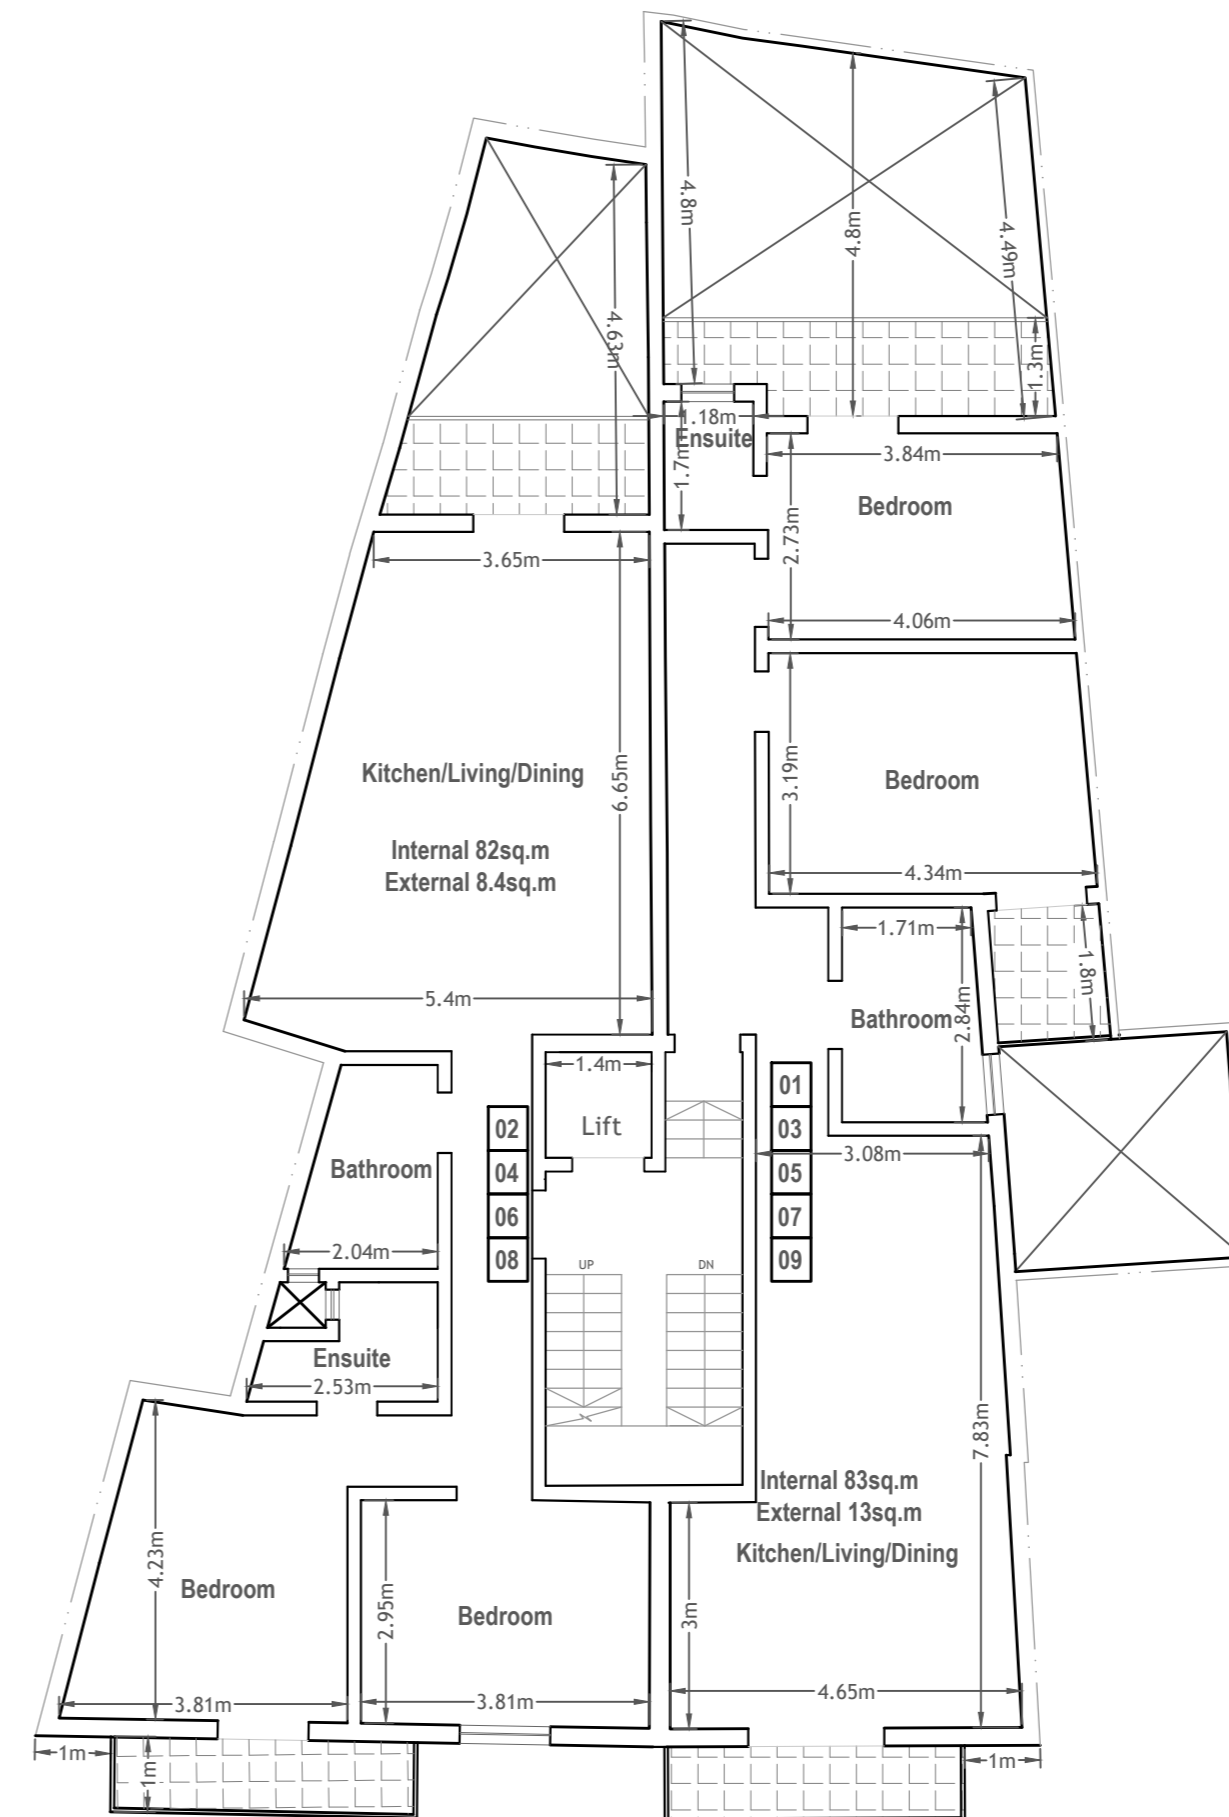 4.8m
4.8m
4.49m
4.63m
1.3m
1.18m
Ensuite
1.7m
3.84m
Bedroom
2.73m
3.65m
4.06m
Kitchen/Living/Dining
6.65m
3.19m
Bedroom
Internal 82sq.m
External 8.4sq.m
4.34m
1.71m
1.8m
5.4m
Bathroom
2.84m
1.4m
Lift
01
02
03
3.08m
Bathroom
04
05
06
07
2.04m
08
09
UP
DN
Ensuite
2.53m
7.83m
Internal 83sq.m
External 13sq.m
Kitchen/Living/Dining
4.23m
Bedroom
2.95m
Bedroom
3m
3.81m
3.81m
4.65m
1m
1m
1m